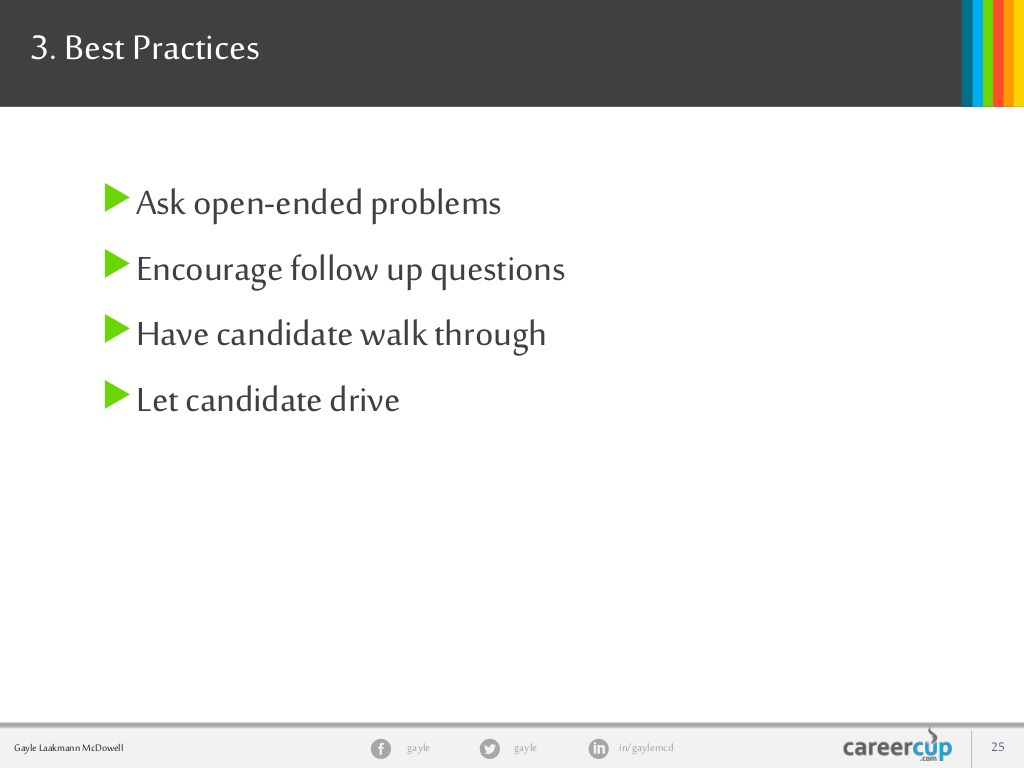 3. Best Practices
Ask open-ended problems
Encourage follow up questions
Have candidate walk through
Let candidate drive
Gayle Laakmann McDowell
f gayle
gayle
in in/gaylemcd
careercup
.com
25